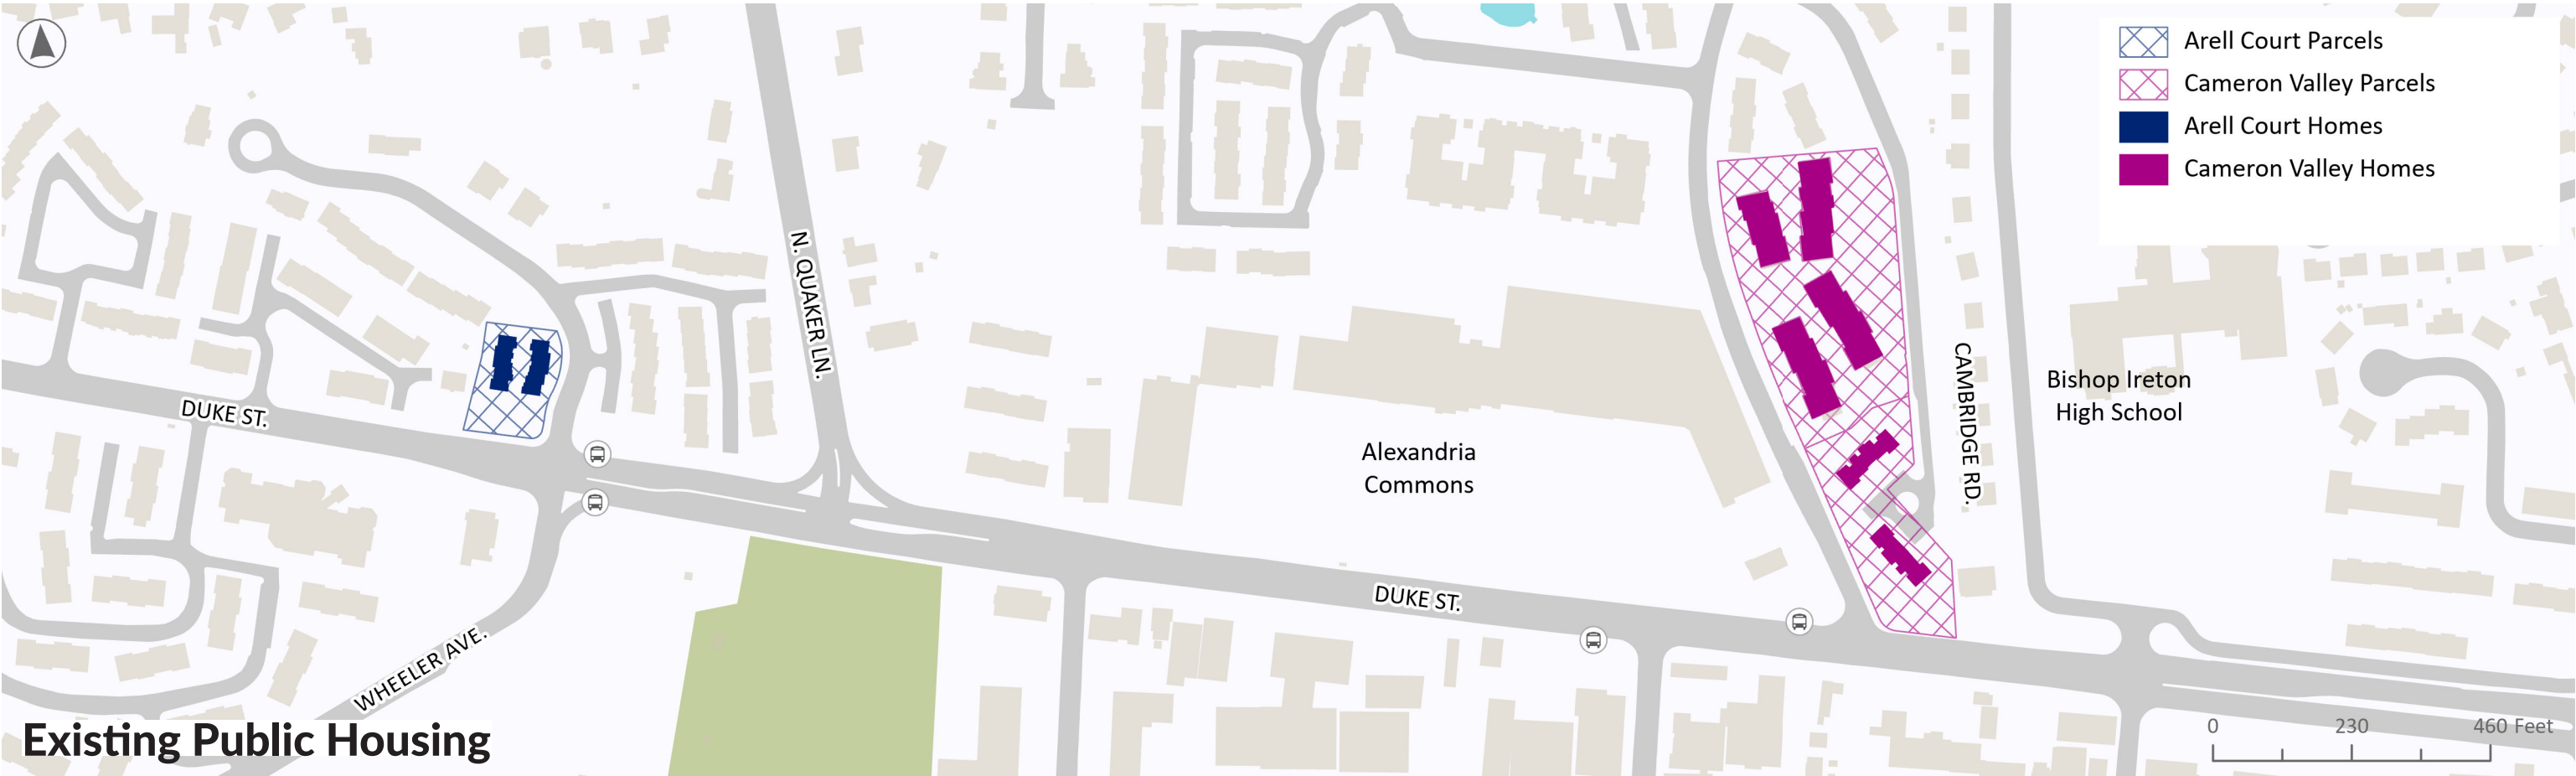 Arell Court Parcels
Cameron Valley Parcels
Arell Court Homes
Cameron Valley Homes
N. QUAKER LN.
CAMBRIDGE RD.
Bishop Ireton
High School
DUKE ST.
Alexandria
Commons
DUKE ST.
WHEELER AVE.
Existing Public Housing
0 230 460 Feet